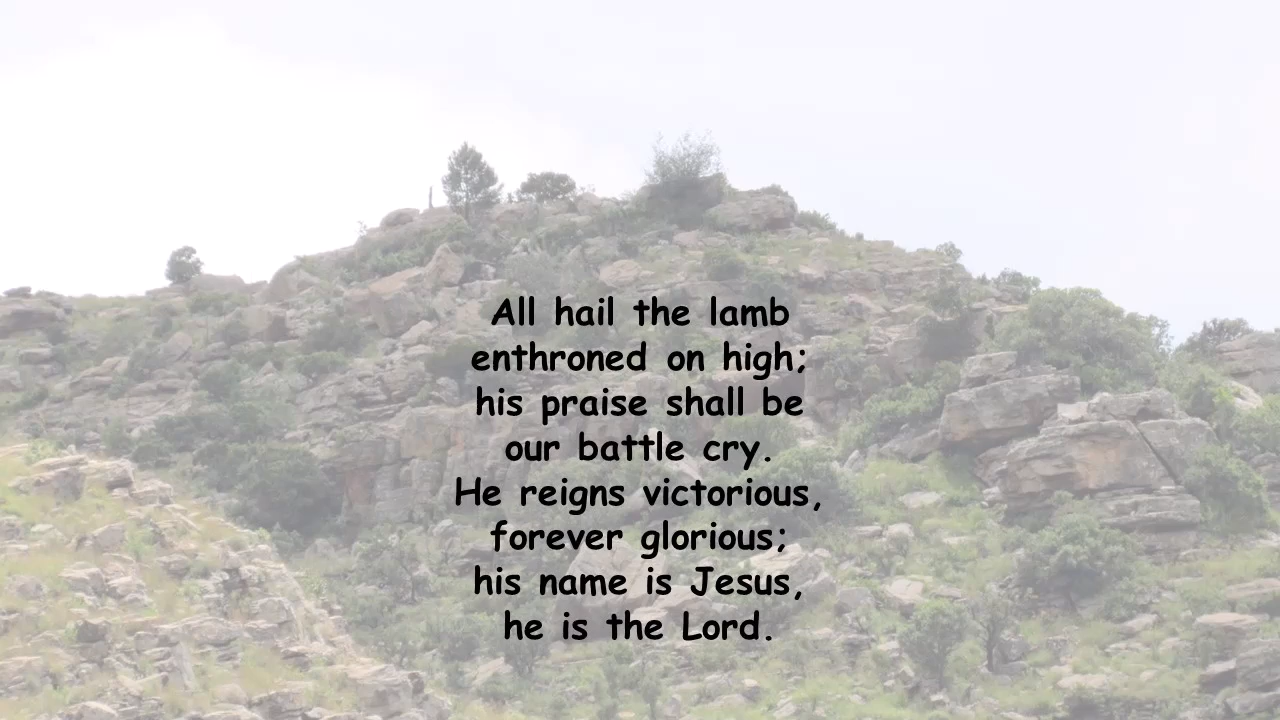 All hail the lamb
enthroned on high;
his praise shall be
our battle cry.
He reigns victorious,
forever glorious;
his name is Jesus,
he is the Lord.